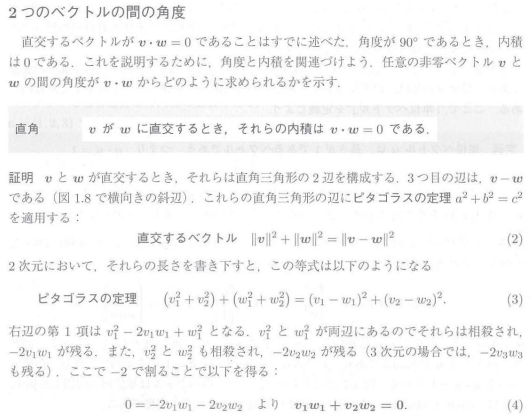 2つのベクトルの間の角度
直交するベクトルが v・w = 0 であることはすでに述べた．角度が 90° であるとき，内積
は0である．これを説明するために，角度と内積を関連づけよう．任意の非零ベクトル v と
w の間の角度が v・w からどのように求められるかを示す．
直角 v が w に直交するとき，それらの内積は v・w = 0 である．
証明 v と w が直交するとき，それらは直角三角形の2辺を構成する．3つ目の辺は，v − w
である（図 1.8 で横向きの斜辺）．これらの直角三角形の辺にピタゴラスの定理 a² + b² = c²
を適用する：
直交するベクトル ‖v‖² + ‖w‖² = ‖v − w‖² (2)
2次元において，それらの長さを書き下すと，この等式は以下のようになる
ピタゴラスの定理 (v₁² + v₂²) + (w₁² + w₂²) = (v₁ − w₁)² + (v₂ − w₂)². (3)
右辺の第1項は v₁² − 2v₁w₁ + w₁² となる．v₁² と w₁² が両辺にあるのでそれらは相殺され，
−2v₁w₁ が残る．また，v₂² と w₂² も相殺され，−2v₂w₂ が残る（3次元の場合では，−2v₃w₃
も残る）．ここで −2 で割ることで以下を得る：
0 = −2v₁w₁ − 2v₂w₂ より v₁w₁ + v₂w₂ = 0. (4)